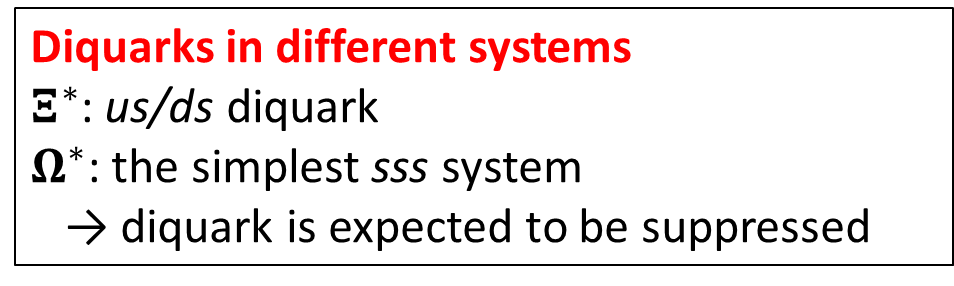 Diquarks in different systems
Ξ*: us/ds diquark
Ω*: the simplest sss system
→ diquark is expected to be suppressed